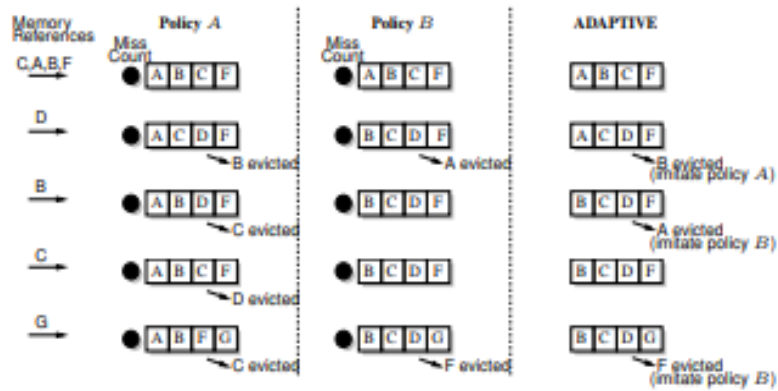 Memory References
Policy A
Policy B
ADAPTIVE
Miss Count
Miss Count
C,A,B,F
A B C F
A B C F
A B C F
D
A C D F
B C D F
A C D F
B evicted
A evicted
B evicted
(imitate policy A)
B
A B D F
B C D F
B C D F
C evicted
A evicted
(imitate policy B)
C
A B C F
B C D F
B C D F
D evicted
G
A B F G
B C D G
B C D G
C evicted
F evicted
F evicted
(imitate policy B)